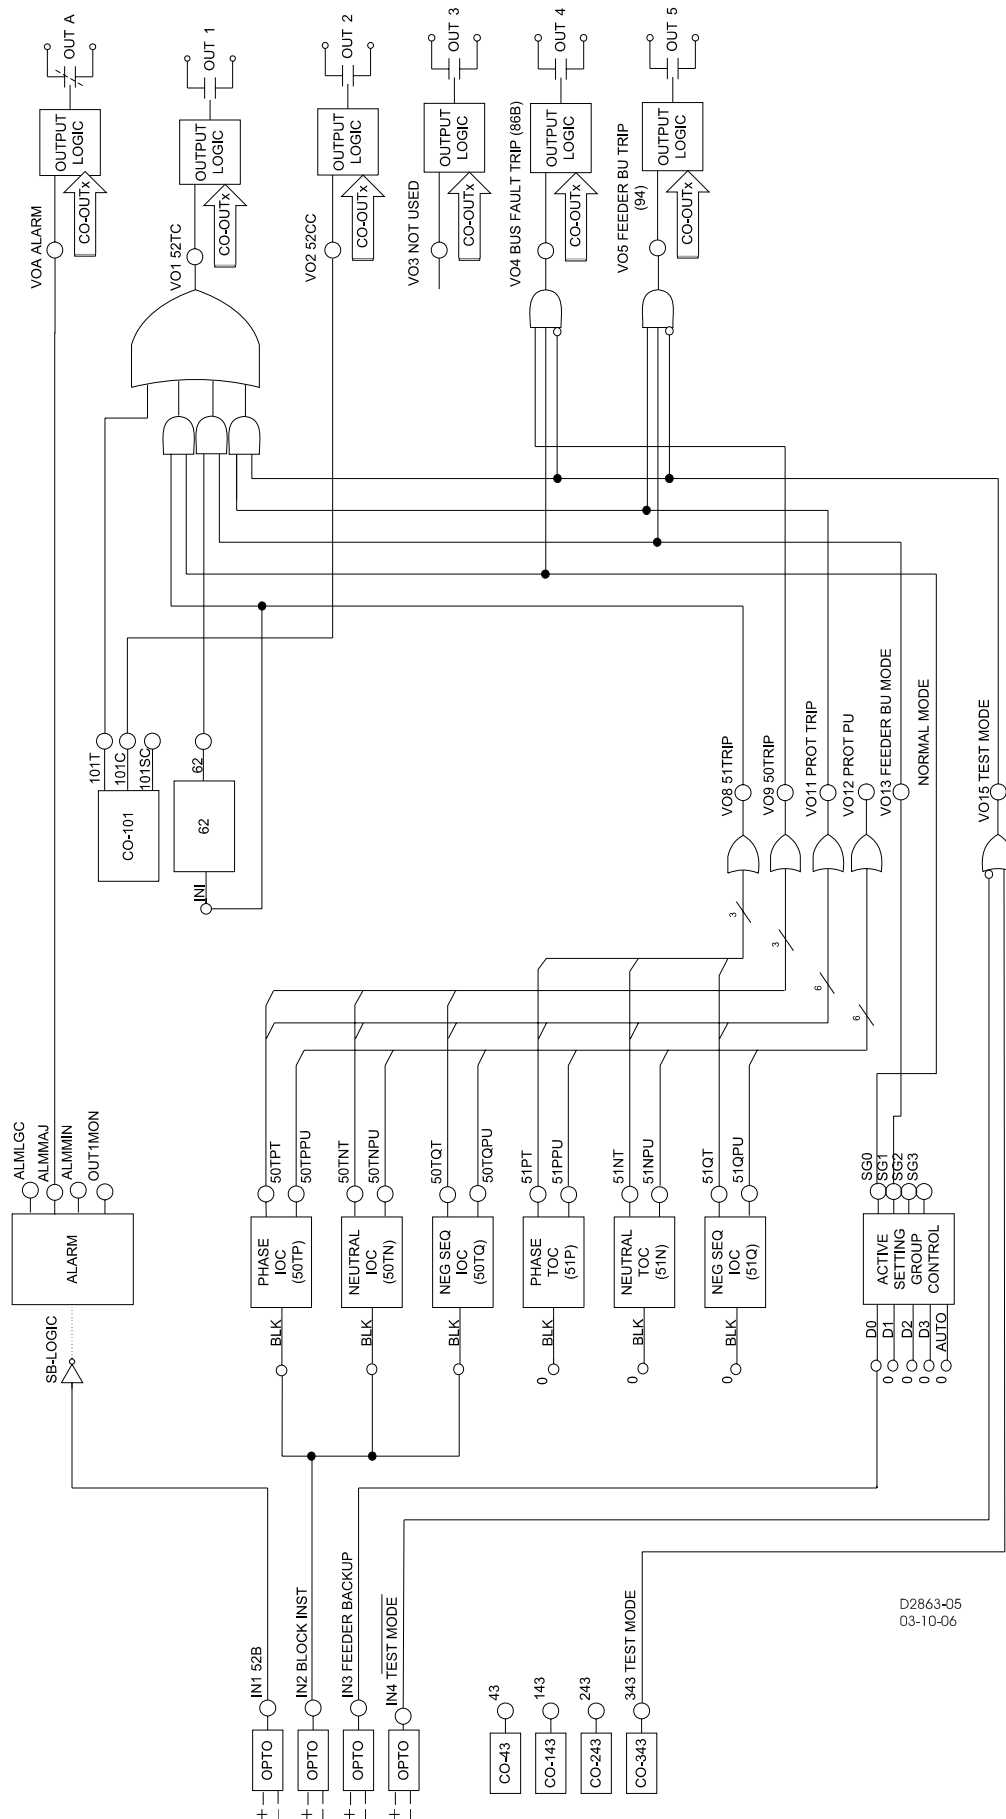 OUT A
OUT 1
OUT 2
OUT 3
OUT 4
OUT 5
OUTPUT
LOGIC
OUTPUT
LOGIC
OUTPUT
LOGIC
OUTPUT
LOGIC
OUTPUT
LOGIC
OUTPUT
LOGIC
CO-OUTx
CO-OUTx
CO-OUTx
CO-OUTx
CO-OUTx
CO-OUTx
VOA ALARM
VO1 52TC
VO2 52CC
VO3 NOT USED
VO4 BUS FAULT TRIP (86B)
VO5 FEEDER BU TRIP
(94)
101T
101C
101SC
CO-101
62
62
INI
VO8 51TRIP
VO9 50TRIP
VO11 PROT TRIP
VO12 PROT PU
VO13 FEEDER BU MODE
NORMAL MODE
VO15 TEST MODE
3
3
6
6
ALMLGC
ALMMAJ
ALMMIN
OUT1MON
ALARM
SB-LOGIC
50TPT
50TPPU
50TNT
50TNPU
50TQT
50TQPU
51PT
51PPU
51NT
51NPU
51QT
51QPU
SG0
SG1
SG2
SG3
PHASE
IOC
(50TP)
NEUTRAL
IOC
(50TN)
NEG SEQ
IOC
(50TQ)
PHASE
TOC
(51P)
NEUTRAL
TOC
(51N)
NEG SEQ
IOC
(51Q)
ACTIVE
SETTING
GROUP
CONTROL
BLK
BLK
BLK
BLK
BLK
BLK
0
0
0
D0
D1
D2
D3
AUTO
0
0
0
0
IN1 52B
IN2 BLOCK INST
IN3 FEEDER BACKUP
IN4 TEST MODE
OPTO
OPTO
OPTO
OPTO
+
+
+
+
43
143
243
343 TEST MODE
CO-43
CO-143
CO-243
CO-343
D2863-05
03-10-06